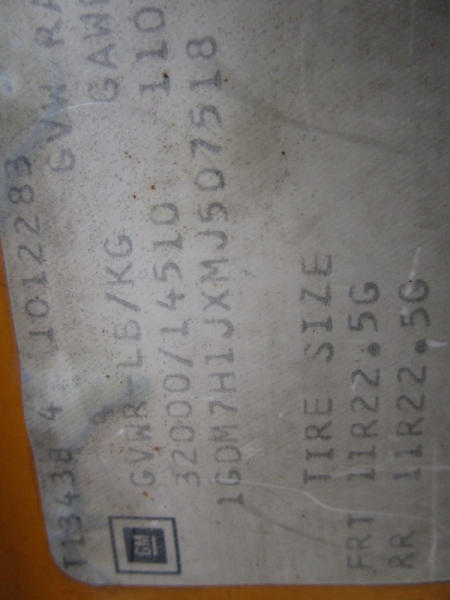 T13438 4 1012283
GVW RA
GVWR-LB/KG GAWR
32000/14510 110
1GDM7H1JXMJ507518
GM
TIRE SIZE
FRT 11R22.5G
RR 11R22.5G